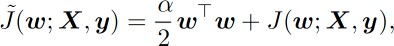 J̃(w; X, y) = α/2 w⊤w + J(w; X, y),